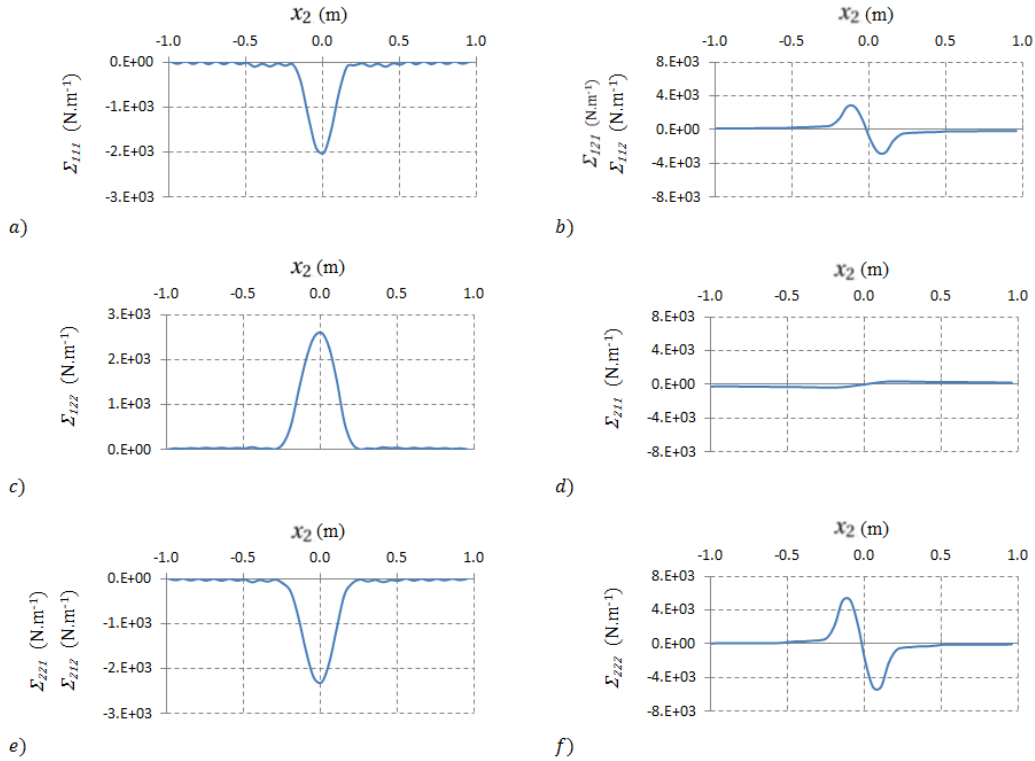 x₂ (m)
-1.0 -0.5 0.0 0.5 1.0
0.E+00
-1.E+03
-2.E+03
-3.E+03
Σ₁₁₁ (N.m⁻¹)
a)
x₂ (m)
-1.0 -0.5 0.0 0.5 1.0
8.E+03
4.E+03
0.E+00
-4.E+03
-8.E+03
Σ₁₂₁ (N.m⁻¹)
Σ₁₁₂ (N.m⁻¹)
b)
x₂ (m)
-1.0 -0.5 0.0 0.5 1.0
3.E+03
2.E+03
1.E+03
0.E+00
Σ₁₂₂ (N.m⁻¹)
c)
x₂ (m)
-1.0 -0.5 0.0 0.5 1.0
8.E+03
4.E+03
0.E+00
-4.E+03
-8.E+03
Σ₂₁₁ (N.m⁻¹)
d)
x₂ (m)
-1.0 -0.5 0.0 0.5 1.0
0.E+00
-1.E+03
-2.E+03
-3.E+03
Σ₂₂₁ (N.m⁻¹)
Σ₂₁₂ (N.m⁻¹)
e)
x₂ (m)
-1.0 -0.5 0.0 0.5 1.0
8.E+03
4.E+03
0.E+00
-4.E+03
-8.E+03
Σ₂₂₂ (N.m⁻¹)
f)